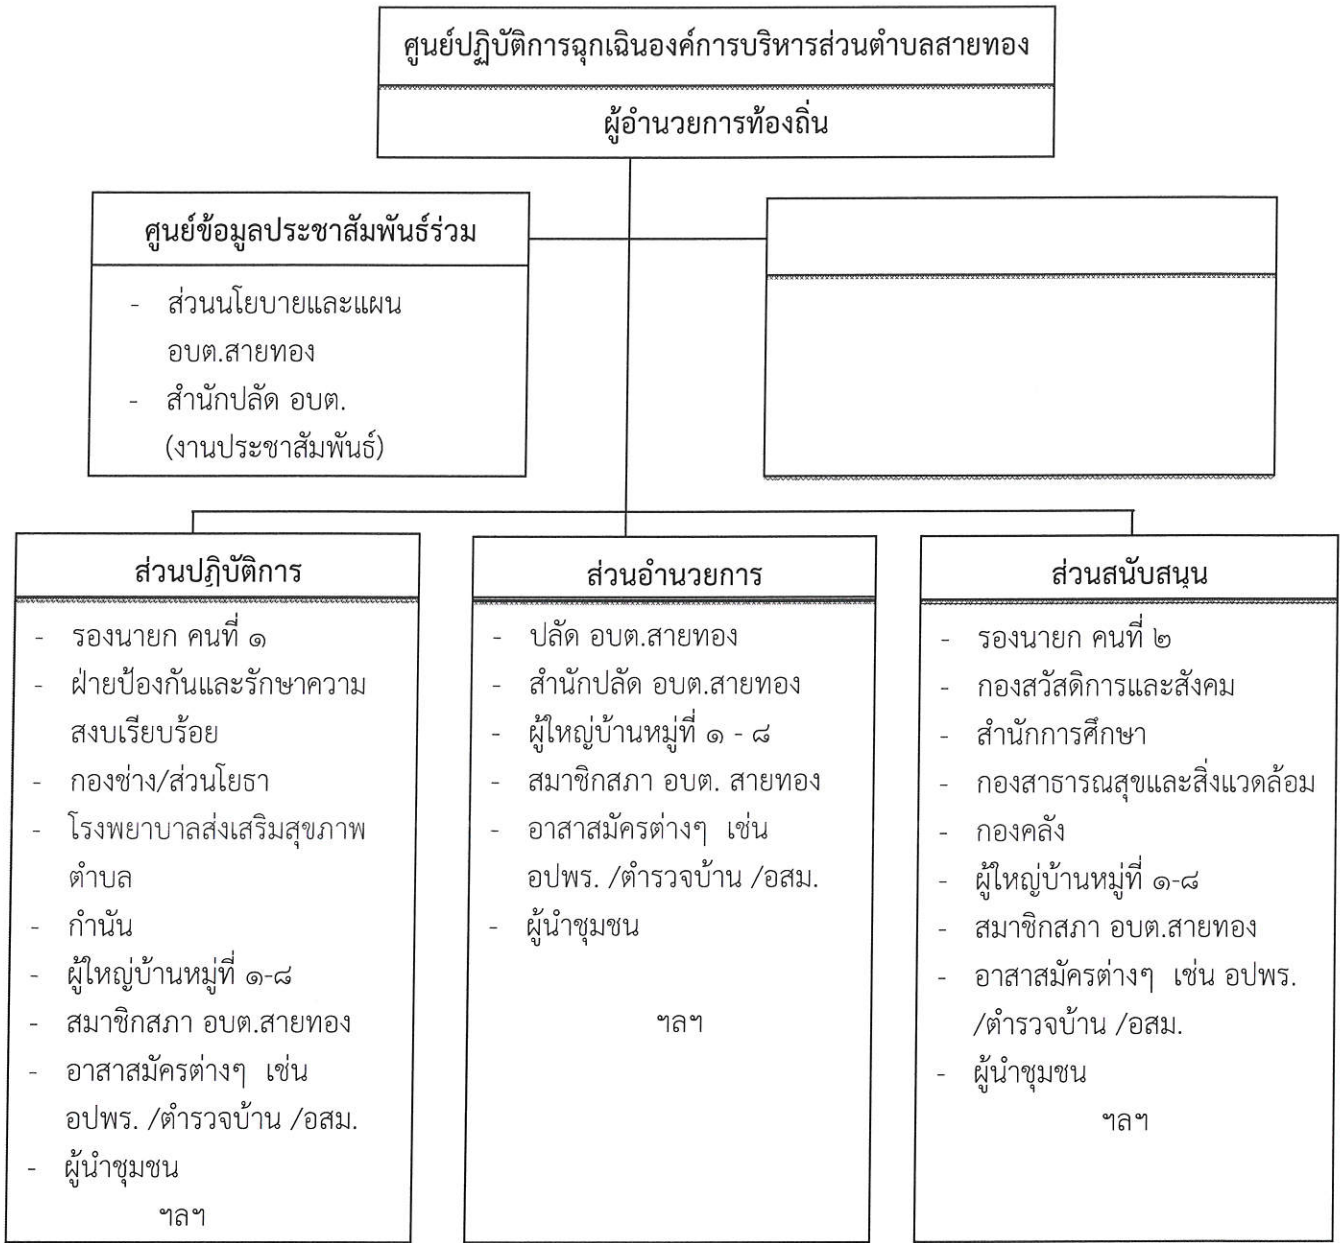 ศูนย์ปฏิบัติการฉุกเฉินองค์การบริหารส่วนตำบลสายทอง
ผู้อำนวยการท้องถิ่น
ศูนย์ข้อมูลประชาสัมพันธ์ร่วม
- ส่วนนโยบายและแผน
อบต.สายทอง
- สำนักปลัด อบต.
(งานประชาสัมพันธ์)
ส่วนปฏิบัติการ
- รองนายก คนที่ ๑
- ฝ่ายป้องกันและรักษาความ
สงบเรียบร้อย
- กองช่าง/ส่วนโยธา
- โรงพยาบาลส่งเสริมสุขภาพ
ตำบล
- กำนัน
- ผู้ใหญ่บ้านหมู่ที่ ๑-๘
- สมาชิกสภา อบต.สายทอง
- อาสาสมัครต่างๆ เช่น
อปพร. /ตำรวจบ้าน /อสม.
- ผู้นำชุมชน
ฯลฯ
ส่วนอำนวยการ
- ปลัด อบต.สายทอง
- สำนักปลัด อบต.สายทอง
- ผู้ใหญ่บ้านหมู่ที่ ๑ - ๘
- สมาชิกสภา อบต. สายทอง
- อาสาสมัครต่างๆ เช่น
อปพร. /ตำรวจบ้าน /อสม.
- ผู้นำชุมชน
ฯลฯ
ส่วนสนับสนุน
- รองนายก คนที่ ๒
- กองสวัสดิการและสังคม
- สำนักการศึกษา
- กองสาธารณสุขและสิ่งแวดล้อม
- กองคลัง
- ผู้ใหญ่บ้านหมู่ที่ ๑-๘
- สมาชิกสภา อบต.สายทอง
- อาสาสมัครต่างๆ เช่น อปพร.
/ตำรวจบ้าน /อสม.
- ผู้นำชุมชน
ฯลฯ